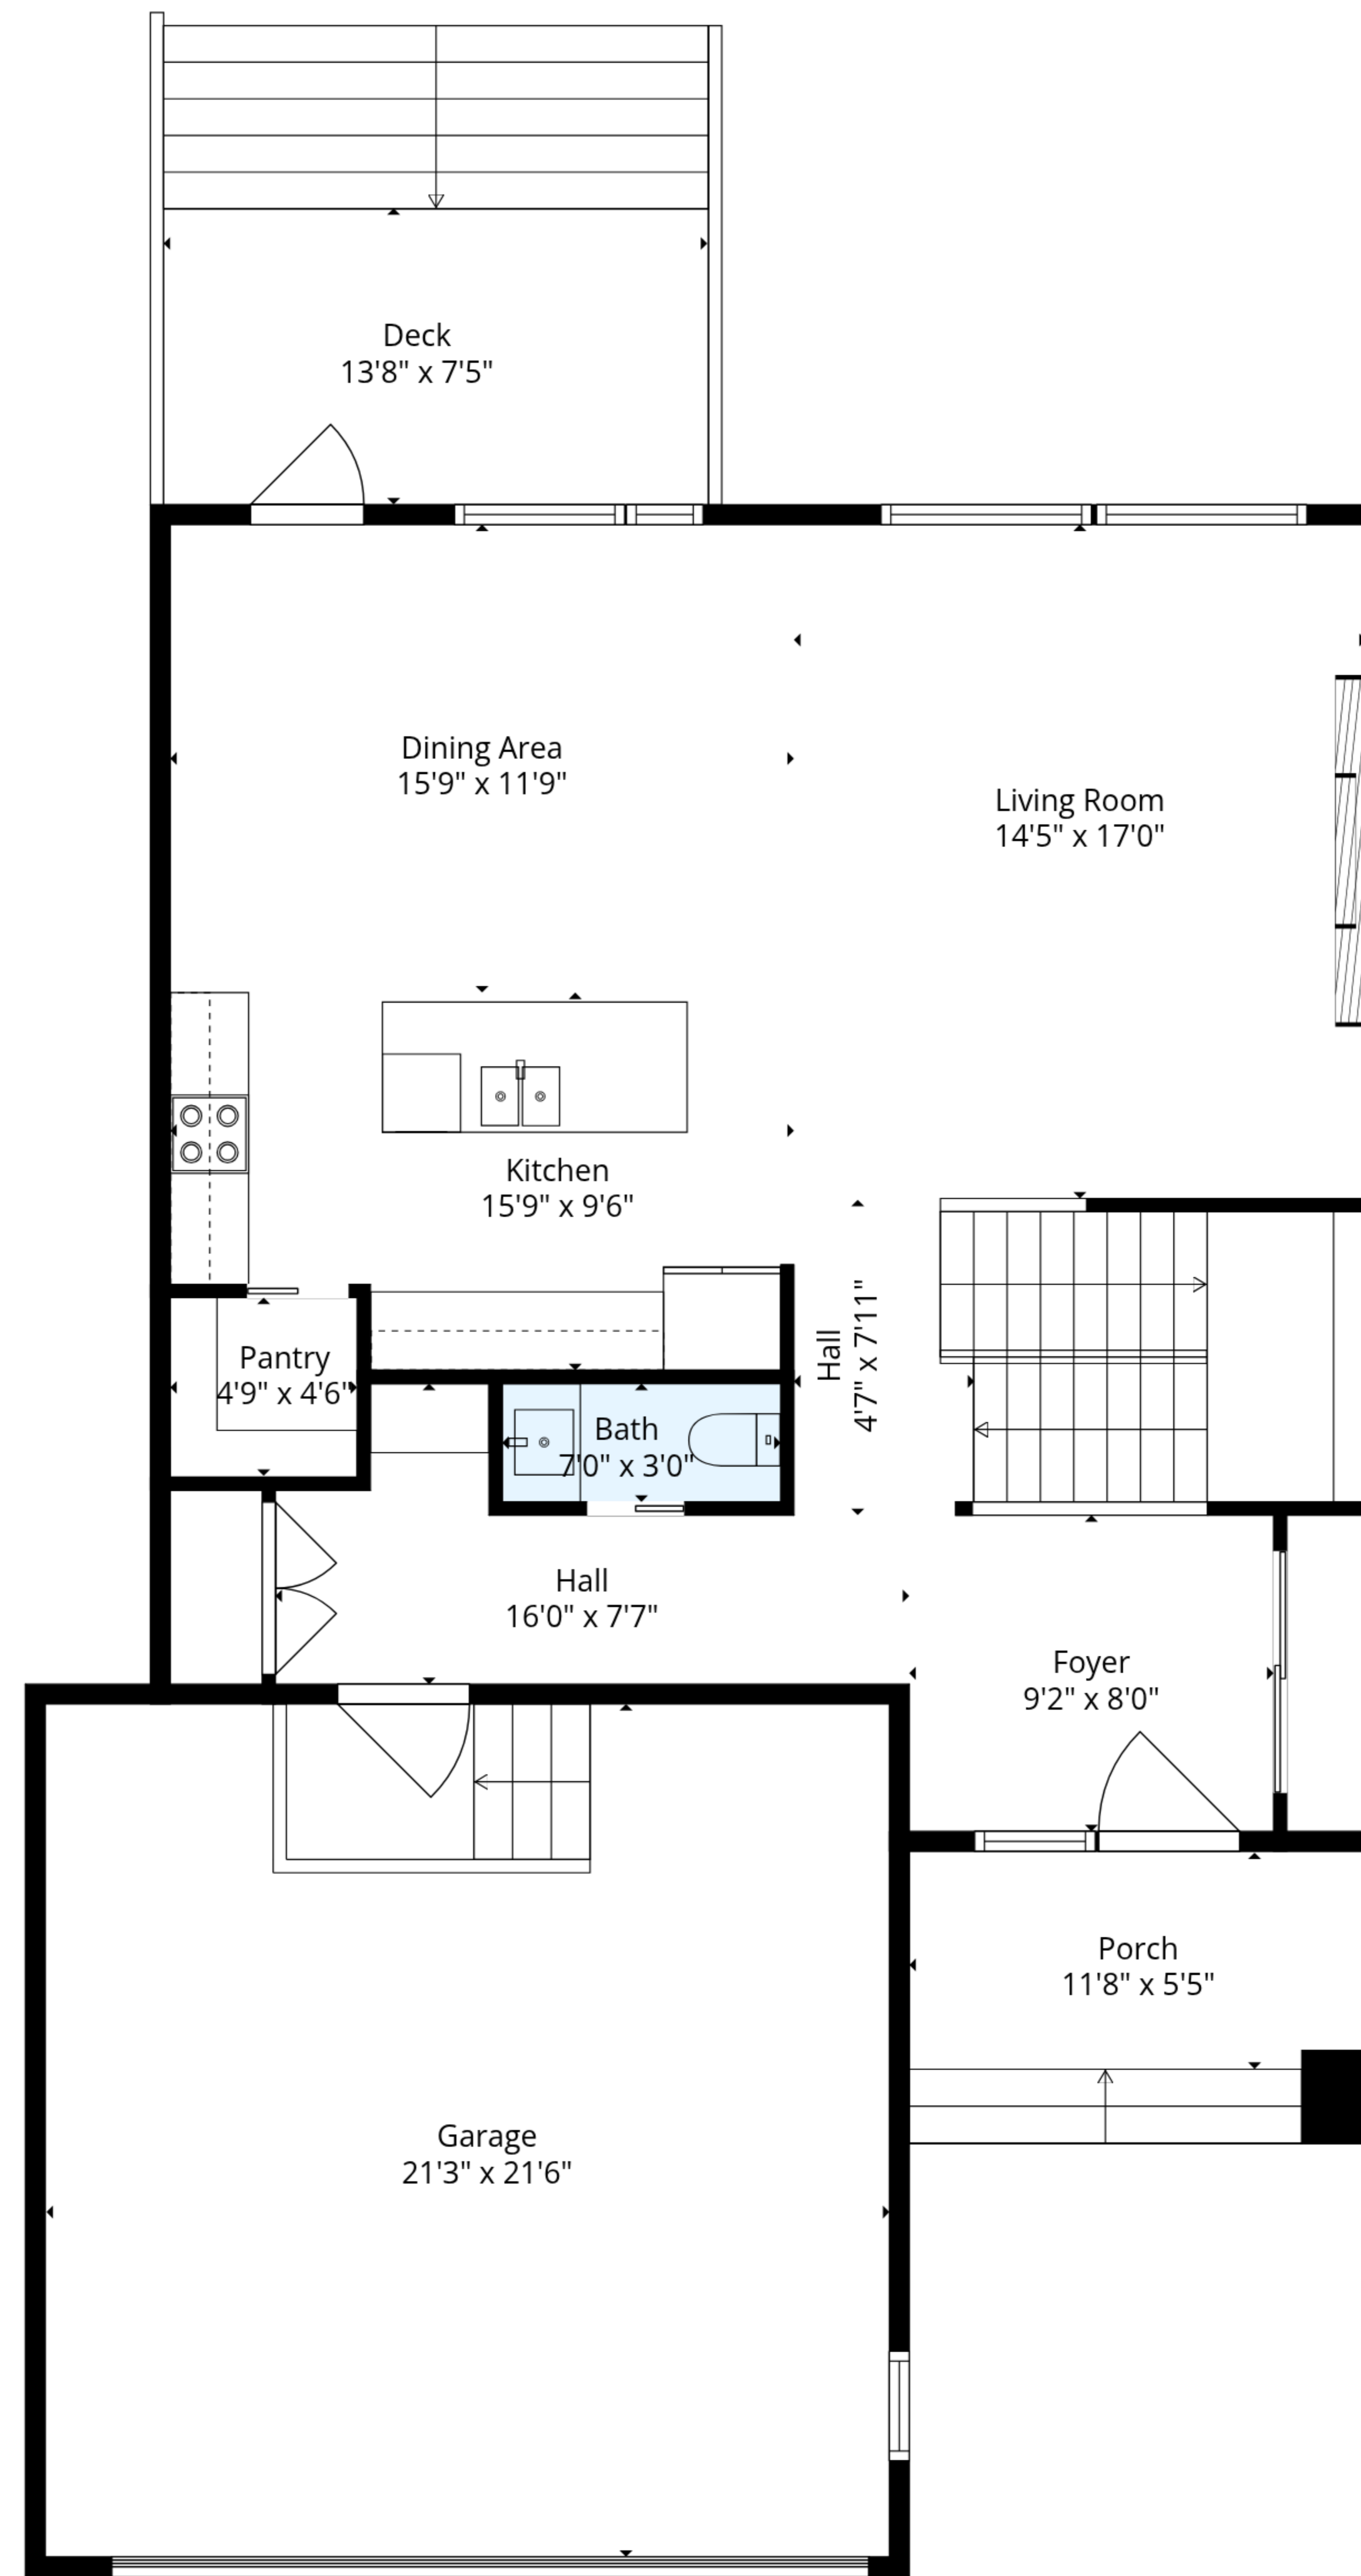 Deck
13'8" x 7'5"
Dining Area
15'9" x 11'9"
Living Room
14'5" x 17'0"
Kitchen
15'9" x 9'6"
Pantry
4'9" x 4'6"
Hall
4'7" x 7'11"
Bath
7'0" x 3'0"
Hall
16'0" x 7'7"
Foyer
9'2" x 8'0"
Porch
11'8" x 5'5"
Garage
21'3" x 21'6"